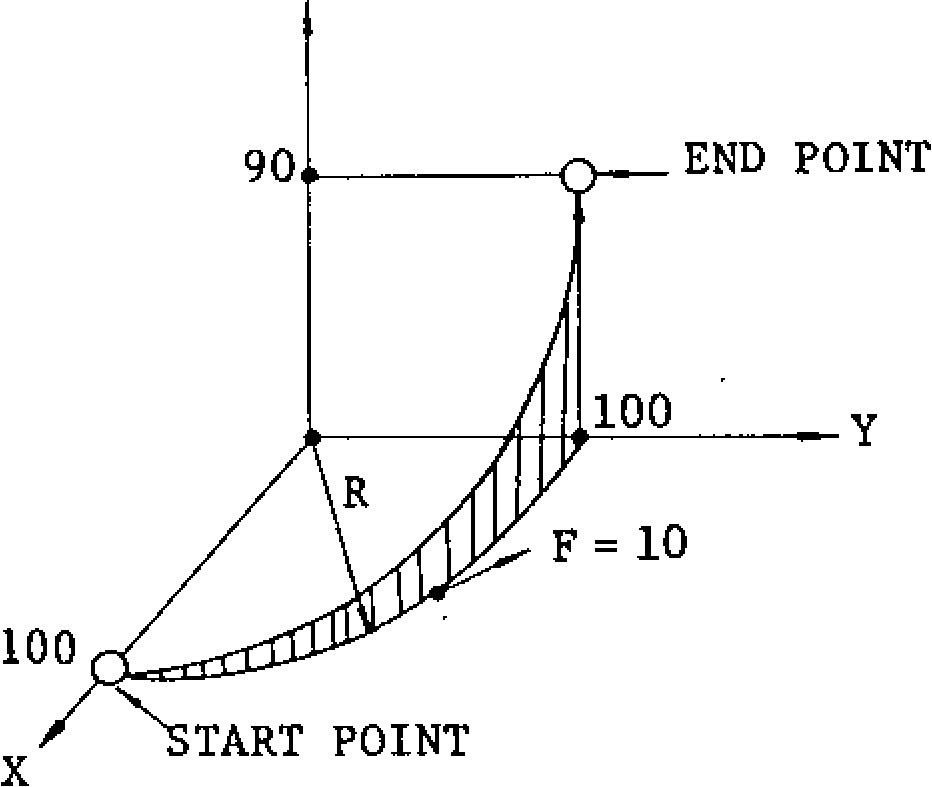 90
END POINT
100
Y
R
F = 10
100
START POINT
X